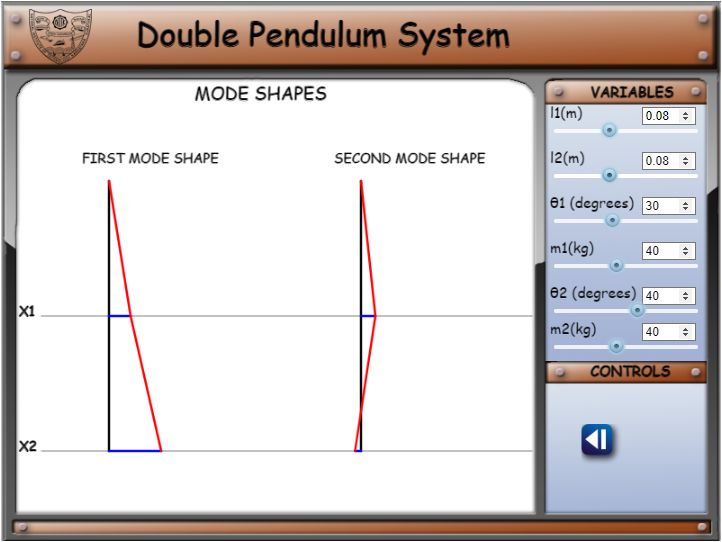 Double Pendulum System
MODE SHAPES
FIRST MODE SHAPE
SECOND MODE SHAPE
X1
X2
VARIABLES
l1(m)
0.08
l2(m)
0.08
θ1 (degrees)
30
m1(kg)
40
θ2 (degrees)
40
m2(kg)
40
CONTROLS